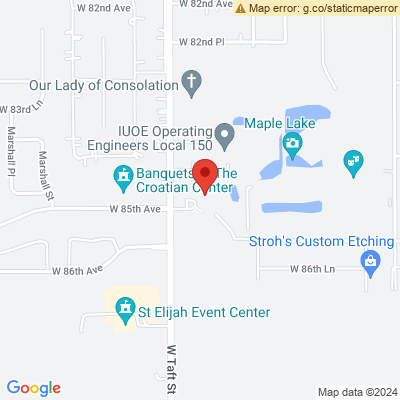 W 82nd Ave
W 82nd Ave
Map error: g.co/staticmaperror
W 82nd Pl
Our Lady of Consolation
W 83rd Ln
IUOE Operating
Engineers Local 150
Maple Lake
Marshall Pl
Marshall St
Banquets The
Croatian Center
W 85th Ave
Stroh's Custom Etching
W 86th Ave
W 86th Ln
St Elijah Event Center
W Taft St
Google
Map data ©2024